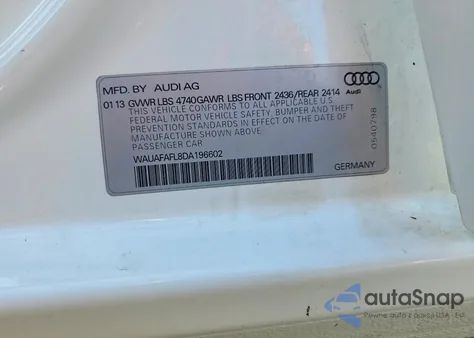 MFD. BY AUDI AG
01 13 GVWR LBS 4740GAWR LBS FRONT 2436/REAR 2414
THIS VEHICLE CONFORMS TO ALL APPLICABLE U.S.
FEDERAL MOTOR VEHICLE SAFETY, BUMPER AND THEFT
PREVENTION STANDARDS IN EFFECT ON THE DATE OF
MANUFACTURE SHOWN ABOVE.
PASSENGER CAR
WAUAFAFL8DA196602
GERMANY
Audi
0540798
autoSnap